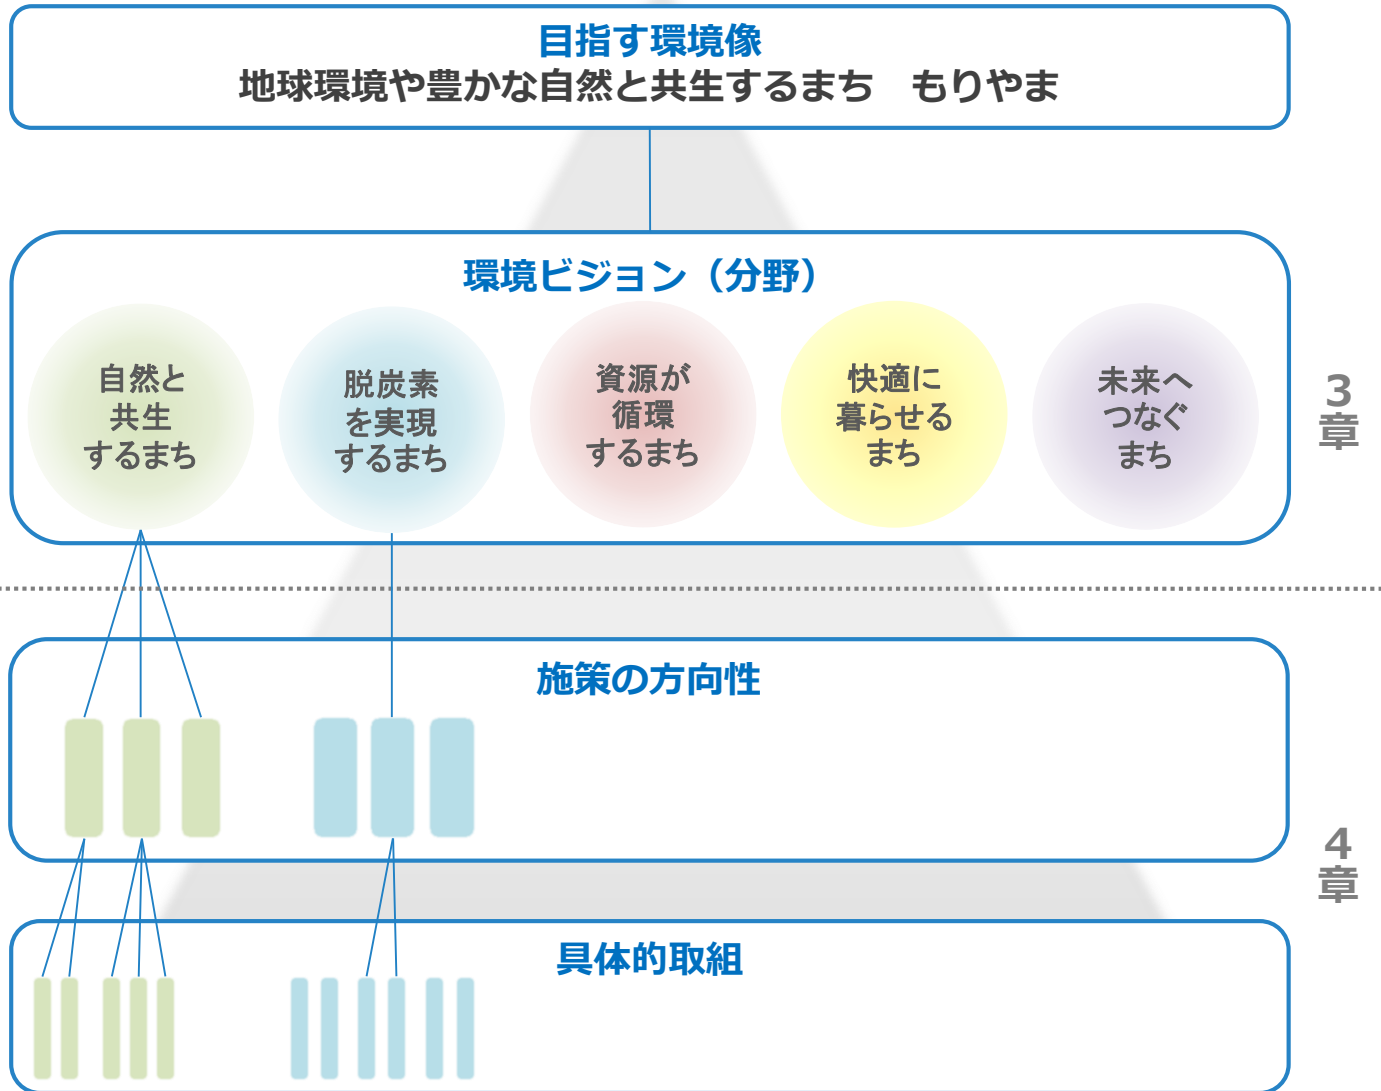 目指す環境像
地球環境や豊かな自然と共生するまち　もりやま
環境ビジョン（分野）
自然と
共生
するまち
脱炭素
を実現
するまち
資源が
循環
するまち
快適に
暮らせる
まち
未来へ
つなぐ
まち
3
章
施策の方向性
4
章
具体的取組